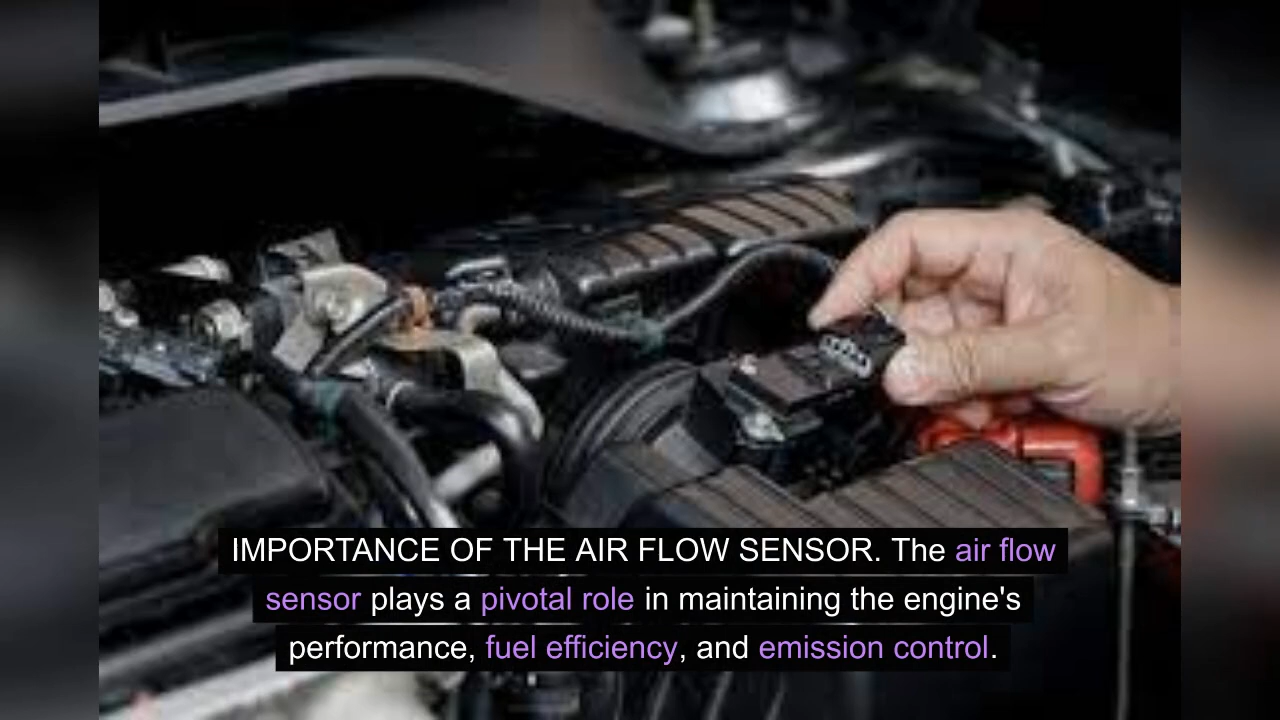 IMPORTANCE OF THE AIR FLOW SENSOR. The air flow
sensor plays a pivotal role in maintaining the engine's
performance, fuel efficiency, and emission control.